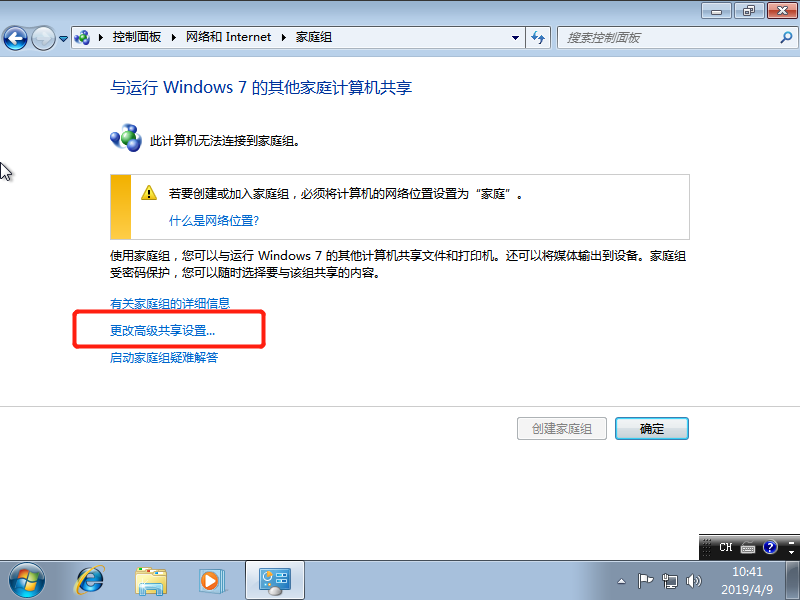 控制面板 网络和 Internet 家庭组
搜索控制面板
与运行 Windows 7 的其他家庭计算机共享
此计算机无法连接到家庭组。
若要创建或加入家庭组，必须将计算机的网络位置设置为“家庭”。
什么是网络位置?
使用家庭组，您可以与运行 Windows 7 的其他计算机共享文件和打印机。还可以将媒体输出到设备。家庭组
受密码保护，您可以随时选择要与该组共享的内容。
有关家庭组的详细信息
更改高级共享设置...
启动家庭组疑难解答
创建家庭组 确定
CH
10:41
2019/4/9